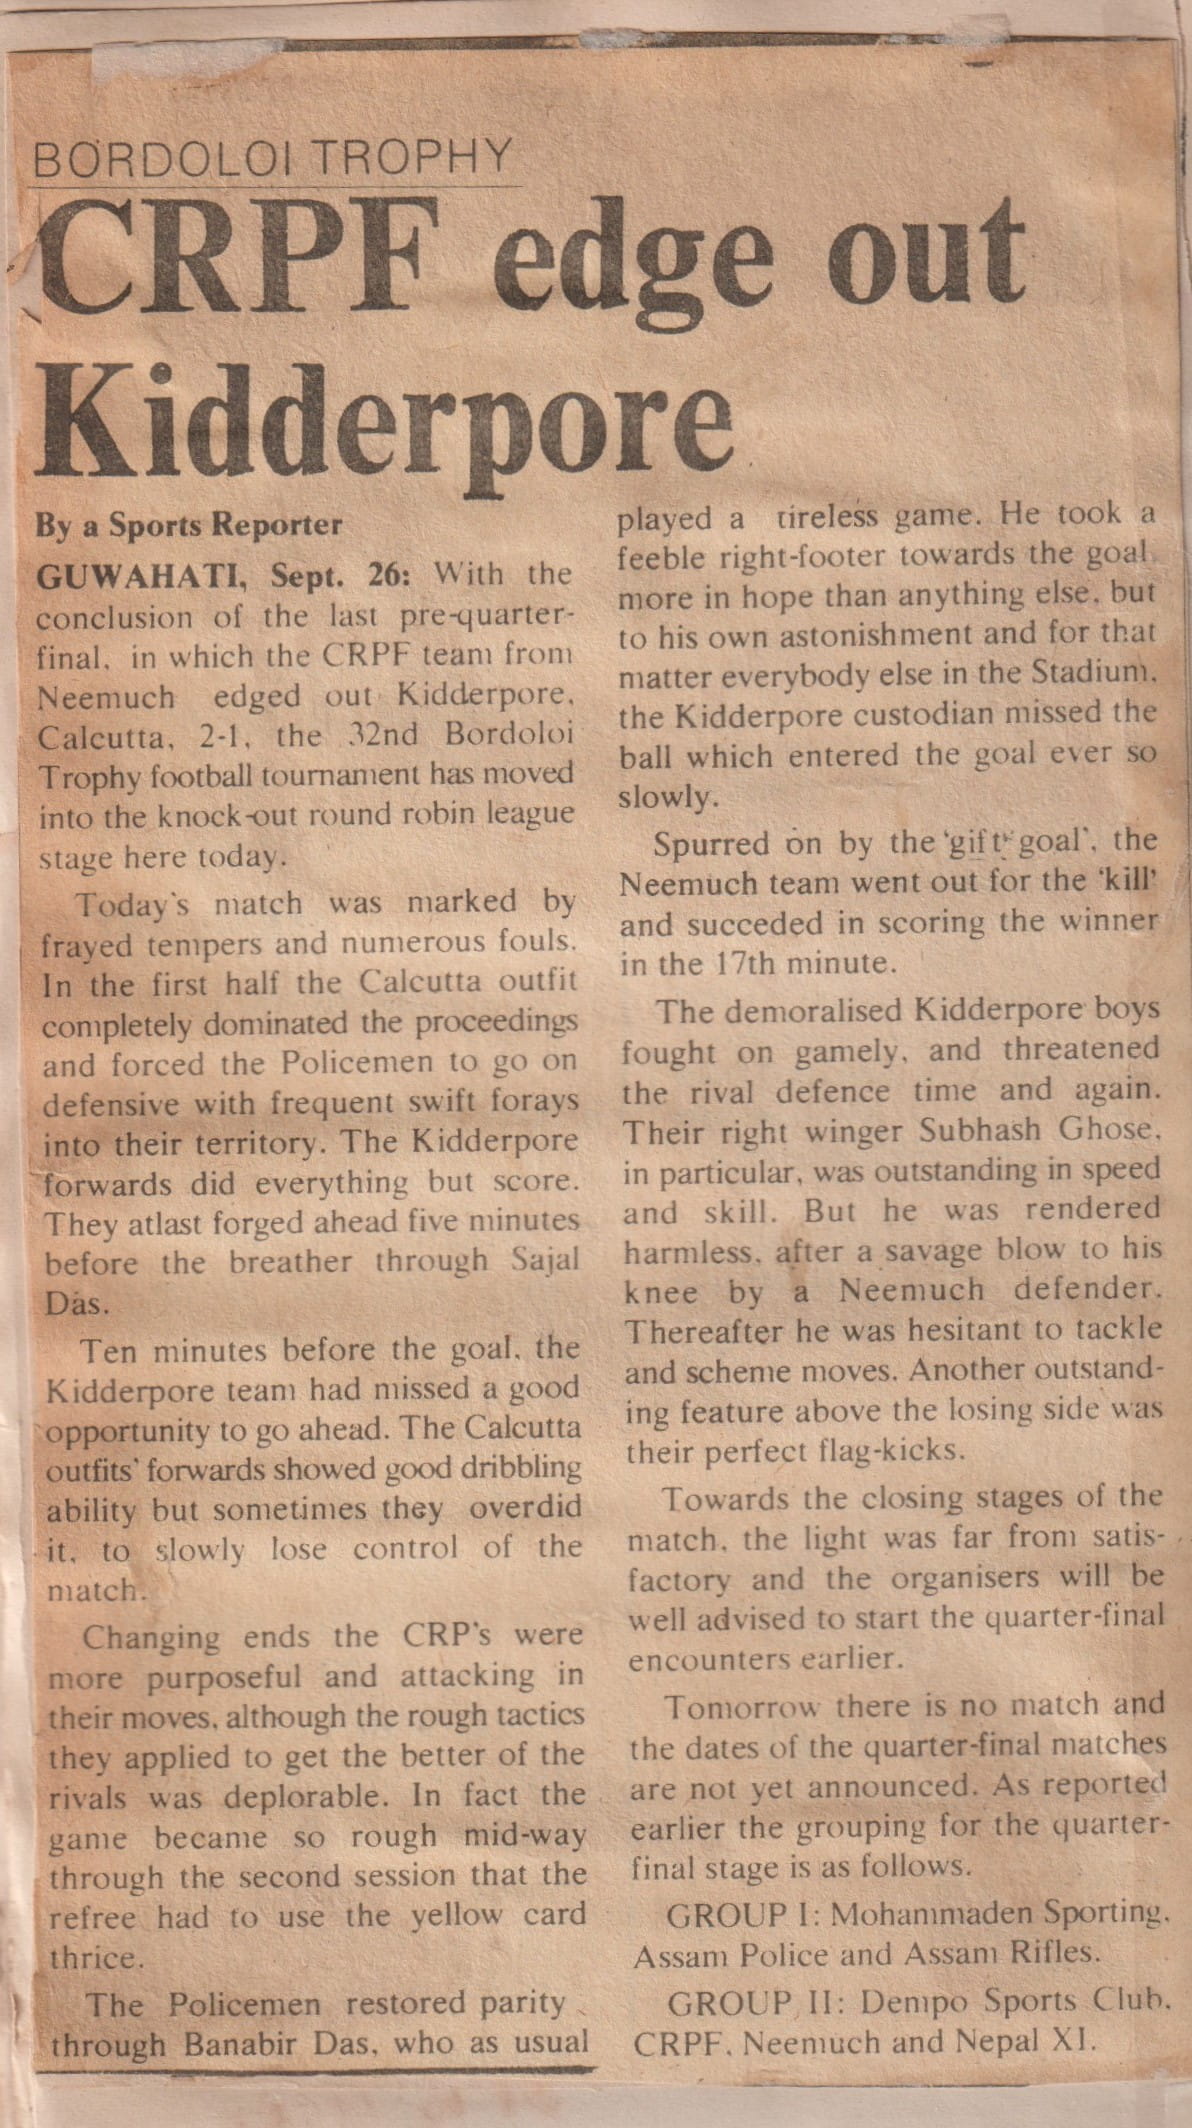 BORDOLOI TROPHY
CRPF edge out
Kidderpore
By a Sports Reporter
GUWAHATI, Sept. 26: With the
conclusion of the last pre-quarter-
final, in which the CRPF team from
Neemuch edged out Kidderpore,
Calcutta, 2-1, the 32nd Bordoloi
Trophy football tournament has moved
into the knock-out round robin league
stage here today.
Today's match was marked by
frayed tempers and numerous fouls.
In the first half the Calcutta outfit
completely dominated the proceedings
and forced the Policemen to go on
defensive with frequent swift forays
into their territory. The Kidderpore
forwards did everything but score.
They atlast forged ahead five minutes
before the breather through Sajal
Das.
Ten minutes before the goal, the
Kidderpore team had missed a good
opportunity to go ahead. The Calcutta
outfits' forwards showed good dribbling
ability but sometimes they overdid
it, to slowly lose control of the
match.
Changing ends the CRP's were
more purposeful and attacking in
their moves, although the rough tactics
they applied to get the better of the
rivals was deplorable. In fact the
game became so rough mid-way
through the second session that the
refree had to use the yellow card
thrice.
The Policemen restored parity
through Banabir Das, who as usual
played a tireless game. He took a
feeble right-footer towards the goal
more in hope than anything else, but
to his own astonishment and for that
matter everybody else in the Stadium,
the Kidderpore custodian missed the
ball which entered the goal ever so
slowly.
Spurred on by the 'gift goal', the
Neemuch team went out for the 'kill'
and succeded in scoring the winner
in the 17th minute.
The demoralised Kidderpore boys
fought on gamely, and threatened
the rival defence time and again.
Their right winger Subhash Ghose,
in particular, was outstanding in speed
and skill. But he was rendered
harmless, after a savage blow to his
knee by a Neemuch defender.
Thereafter he was hesitant to tackle
and scheme moves. Another outstand-
ing feature above the losing side was
their perfect flag-kicks.
Towards the closing stages of the
match, the light was far from satis-
factory and the organisers will be
well advised to start the quarter-final
encounters earlier.
Tomorrow there is no match and
the dates of the quarter-final matches
are not yet announced. As reported
earlier the grouping for the quarter-
final stage is as follows.
GROUP I: Mohammaden Sporting,
Assam Police and Assam Rifles.
GROUP II: Dempo Sports Club,
CRPF, Neemuch and Nepal XI.